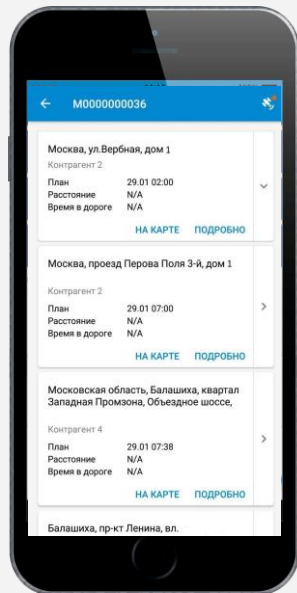 М0000000036
Москва, ул.Вербная, дом 1
Контрагент 2
План 29.01 02:00
Расстояние N/A
Время в дороге N/A
НА КАРТЕ ПОДРОБНО
Москва, проезд Перова Поля 3-й, дом 1
Контрагент 2
План 29.01 07:00
Расстояние N/A
Время в дороге N/A
НА КАРТЕ ПОДРОБНО
Московская область, Балашиха, квартал
Западная Промзона, Объездное шоссе,
Контрагент 4
План 29.01 07:38
Расстояние N/A
Время в дороге N/A
НА КАРТЕ ПОДРОБНО
Балашиха, пр-кт Ленина, вл.